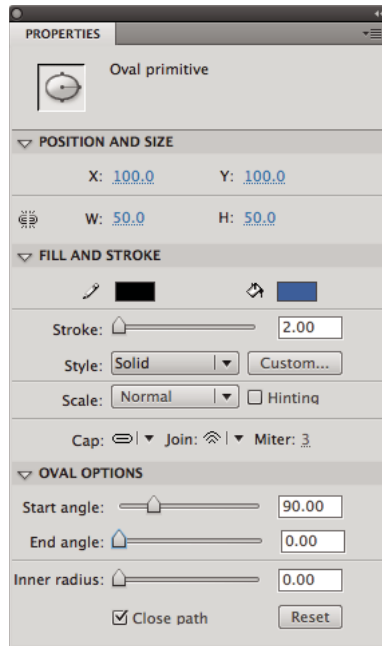 PROPERTIES
Oval primitive
POSITION AND SIZE
X: 100.0 Y: 100.0
W: 50.0 H: 50.0
FILL AND STROKE
Stroke: 2.00
Style: Solid Custom...
Scale: Normal Hinting
Cap: Join: Miter: 3
OVAL OPTIONS
Start angle: 90.00
End angle: 0.00
Inner radius: 0.00
Close path Reset